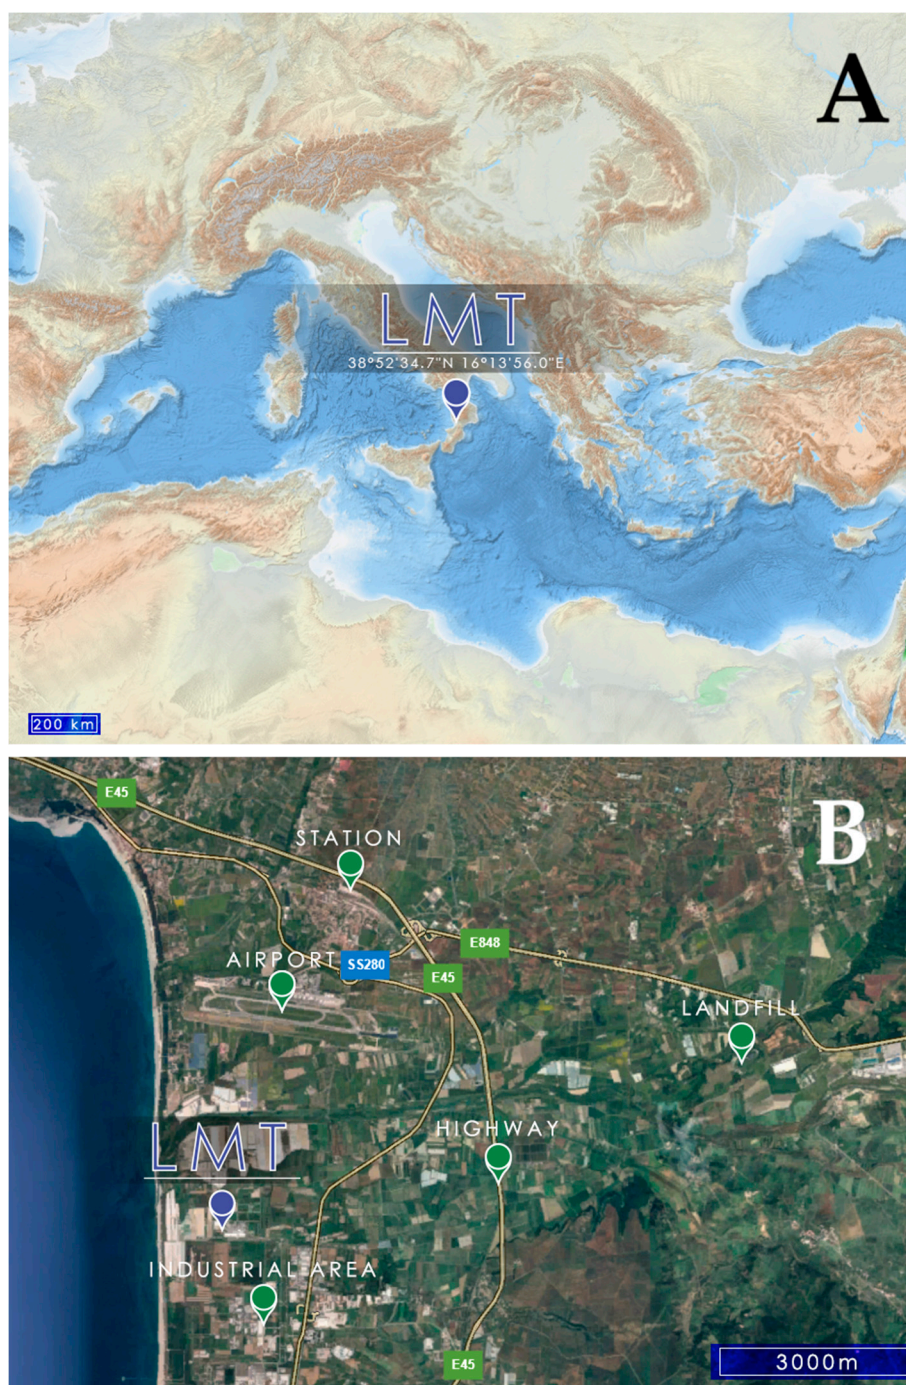 A
LMT
38°52'34.7"N 16°13'56.0"E
200 km
E45
B
STATION
E848
AIRPORT
SS280
E45
LANDFILL
LMT
HIGHWAY
INDUSTRIAL AREA
E45
3000m